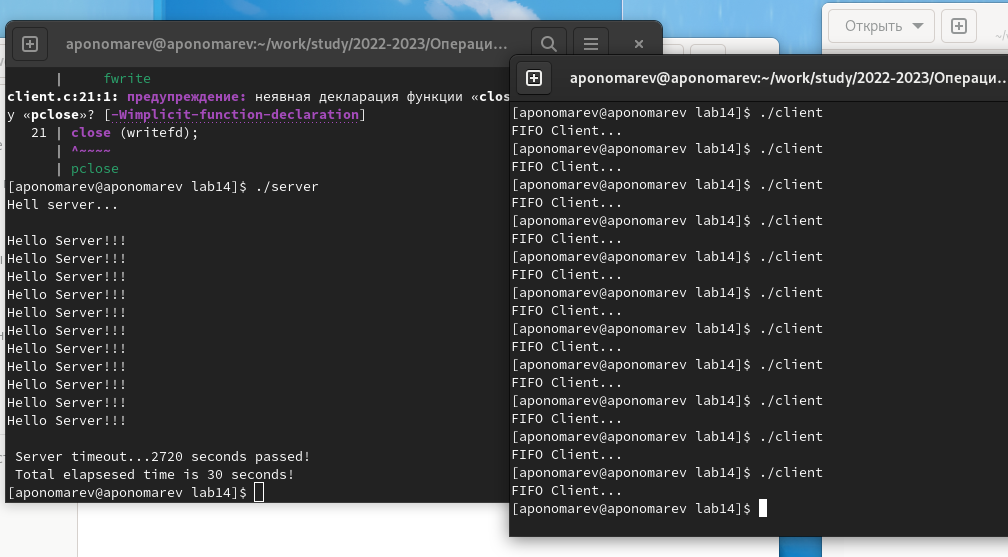 Открыть
aponomarev@aponomarev:~/work/study/2022-2023/Операци...
| fwrite
client.c:21:1: предупреждение: неявная декларация функции «clos
у «pclose»? [-Wimplicit-function-declaration]
21 | close (writefd);
| ^~~~~
| pclose
[aponomarev@aponomarev lab14]$ ./server
Hell server...
Hello Server!!!
Hello Server!!!
Hello Server!!!
Hello Server!!!
Hello Server!!!
Hello Server!!!
Hello Server!!!
Hello Server!!!
Hello Server!!!
Hello Server!!!
Hello Server!!!
Server timeout...2720 seconds passed!
Total elapsesed time is 30 seconds!
[aponomarev@aponomarev lab14]$
aponomarev@aponomarev:~/work/study/2022-2023/Операци...
[aponomarev@aponomarev lab14]$ ./client
FIFO Client...
[aponomarev@aponomarev lab14]$ ./client
FIFO Client...
[aponomarev@aponomarev lab14]$ ./client
FIFO Client...
[aponomarev@aponomarev lab14]$ ./client
FIFO Client...
[aponomarev@aponomarev lab14]$ ./client
FIFO Client...
[aponomarev@aponomarev lab14]$ ./client
FIFO Client...
[aponomarev@aponomarev lab14]$ ./client
FIFO Client...
[aponomarev@aponomarev lab14]$ ./client
FIFO Client...
[aponomarev@aponomarev lab14]$ ./client
FIFO Client...
[aponomarev@aponomarev lab14]$ ./client
FIFO Client...
[aponomarev@aponomarev lab14]$ ./client
FIFO Client...
[aponomarev@aponomarev lab14]$